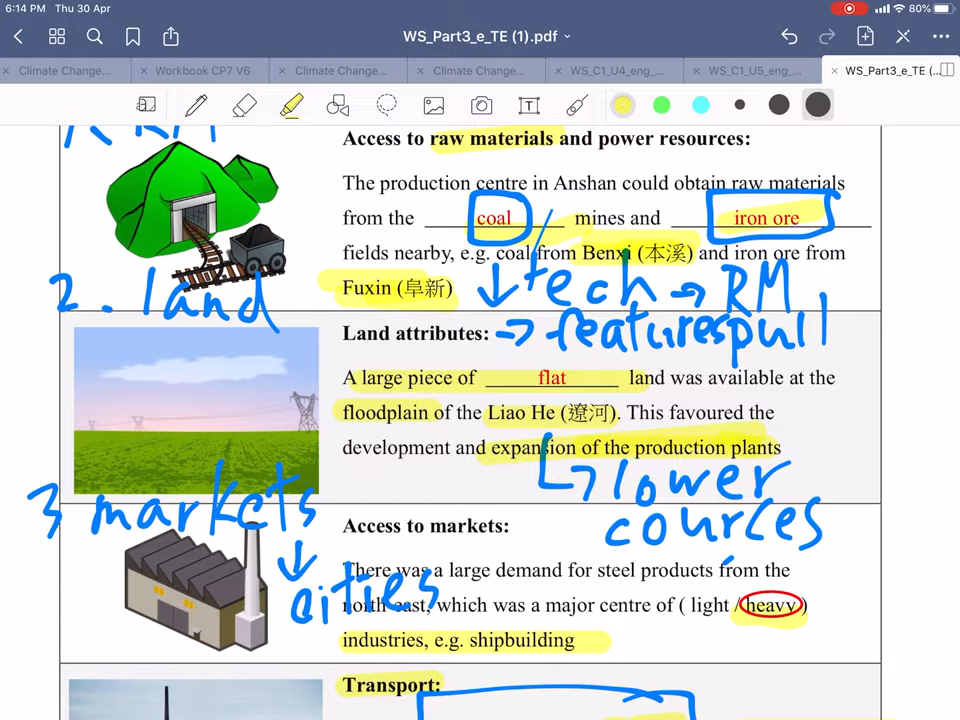 6:14 PM Thu 30 Apr
80%
WS_Part3_e_TE (1).pdf
Climate Change...
Workbook CP7 V6
Climate Change...
Climate Change...
WS_C1_U4_eng_...
WS_C1_U5_eng_...
WS_Part3_e_TE (...
Access to raw materials and power resources:
The production centre in Anshan could obtain raw materials
from the coal mines and iron ore
fields nearby, e.g. coal from Benxi (本溪) and iron ore from
Fuxin (阜新)
↓ tech → RM
2. land
Land attributes: → features pull
A large piece of flat land was available at the
floodplain of the Liao He (遼河). This favoured the
development and expansion of the production plants
↳ lower
cources
3 markets
↓
cities
Access to markets:
There was a large demand for steel products from the
north-east, which was a major centre of ( light / heavy )
industries, e.g. shipbuilding
Transport: